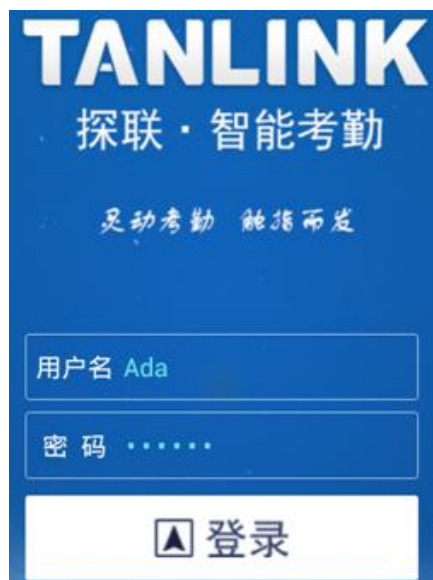 TANLINK
探联·智能考勤
灵动考勤 触指而发
用户名 Ada
密码 ······
登录